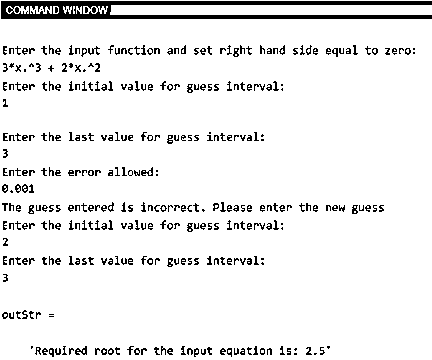 COMMAND WINDOW
Enter the input function and set right hand side equal to zero:
3*x.^3 + 2*x.^2
Enter the initial value for guess interval:
1
Enter the last value for guess interval:
3
Enter the error allowed:
0.001
The guess entered is incorrect. Please enter the new guess
Enter the initial value for guess interval:
2
Enter the last value for guess interval:
3
outStr =
'Required root for the input equation is: 2.5'